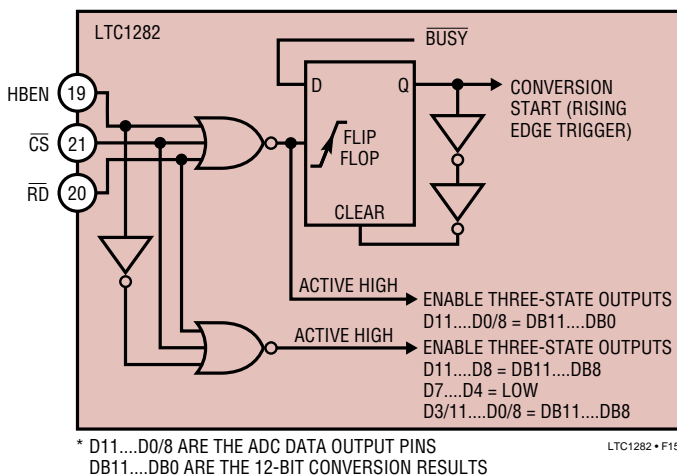 LTC1282
BUSY
HBEN 19
CS 21
RD 20
D Q
FLIP
FLOP
CLEAR
CONVERSION
START (RISING
EDGE TRIGGER)
ACTIVE HIGH
ENABLE THREE-STATE OUTPUTS
D11....D0/8 = DB11....DB0
ACTIVE HIGH
ENABLE THREE-STATE OUTPUTS
D11....D8 = DB11....DB8
D7....D4 = LOW
D3/11....D0/8 = DB11....DB8
* D11....D0/8 ARE THE ADC DATA OUTPUT PINS
DB11....DB0 ARE THE 12-BIT CONVERSION RESULTS
LTC1282 • F15